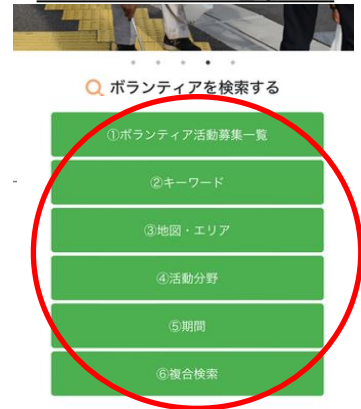 ボランティアを検索する
①ボランティア活動募集一覧
②キーワード
③地図・エリア
④活動分野
⑤期間
⑥複合検索